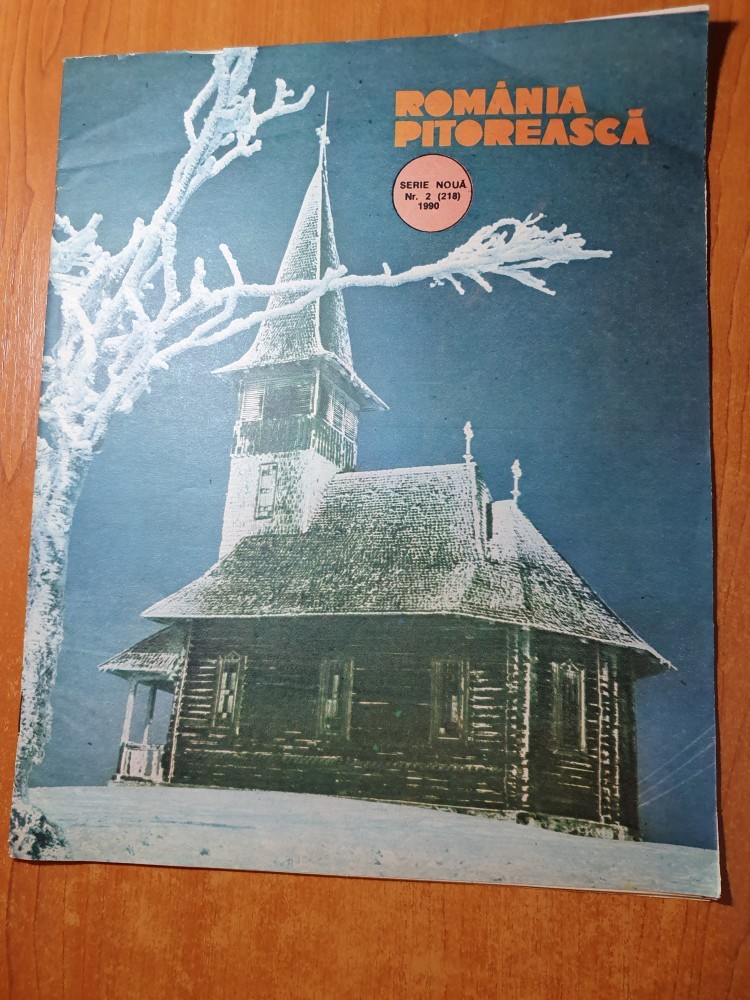 ROMÂNIA
PITOREASCĂ
SERIE NOUĂ
Nr. 2 (218)
1990